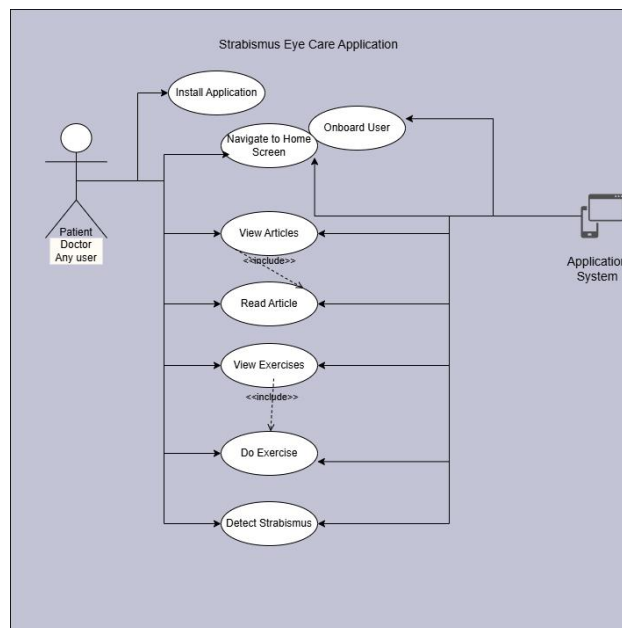 Strabismus Eye Care Application
Install Application
Onboard User
Navigate to Home
Screen
Patient
Doctor
Any user
View Articles
<<include>>
Application
System
Read Article
View Exercises
<<include>>
Do Exercise
Detect Strabismus